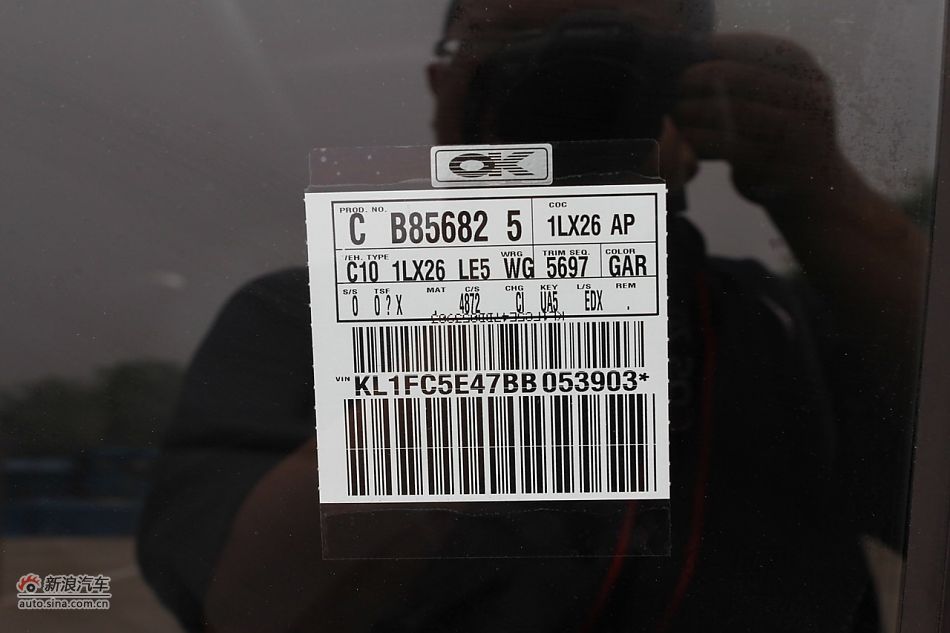 OK
PROD. NO. COC
C B85682 5 1LX26 AP
/EH. TYPE WRG TRIM SEQ. COLOR
C10 1LX26 LE5 WG 5697 GAR
S/S TSF MAT C/S CHG KEY L/S REM
0 0?X . 4872 CI UA5 EDX .
KL1FC5E47BB053903
VIN KL1FC5E47BB053903*
新浪汽车
auto.sina.com.cn